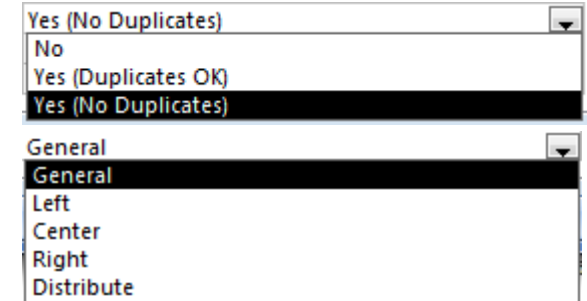 Yes (No Duplicates)
No
Yes (Duplicates OK)
Yes (No Duplicates)
General
General
Left
Center
Right
Distribute